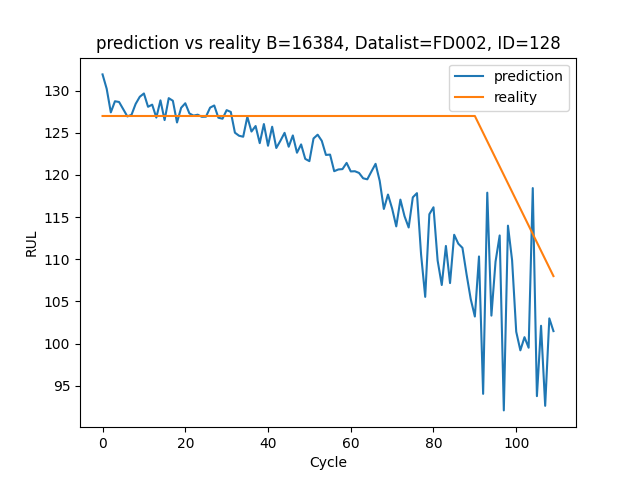 prediction vs reality B=16384, Datalist=FD002, ID=128
prediction
reality
RUL
130
125
120
115
110
105
100
95
0
20
40
60
80
100
Cycle